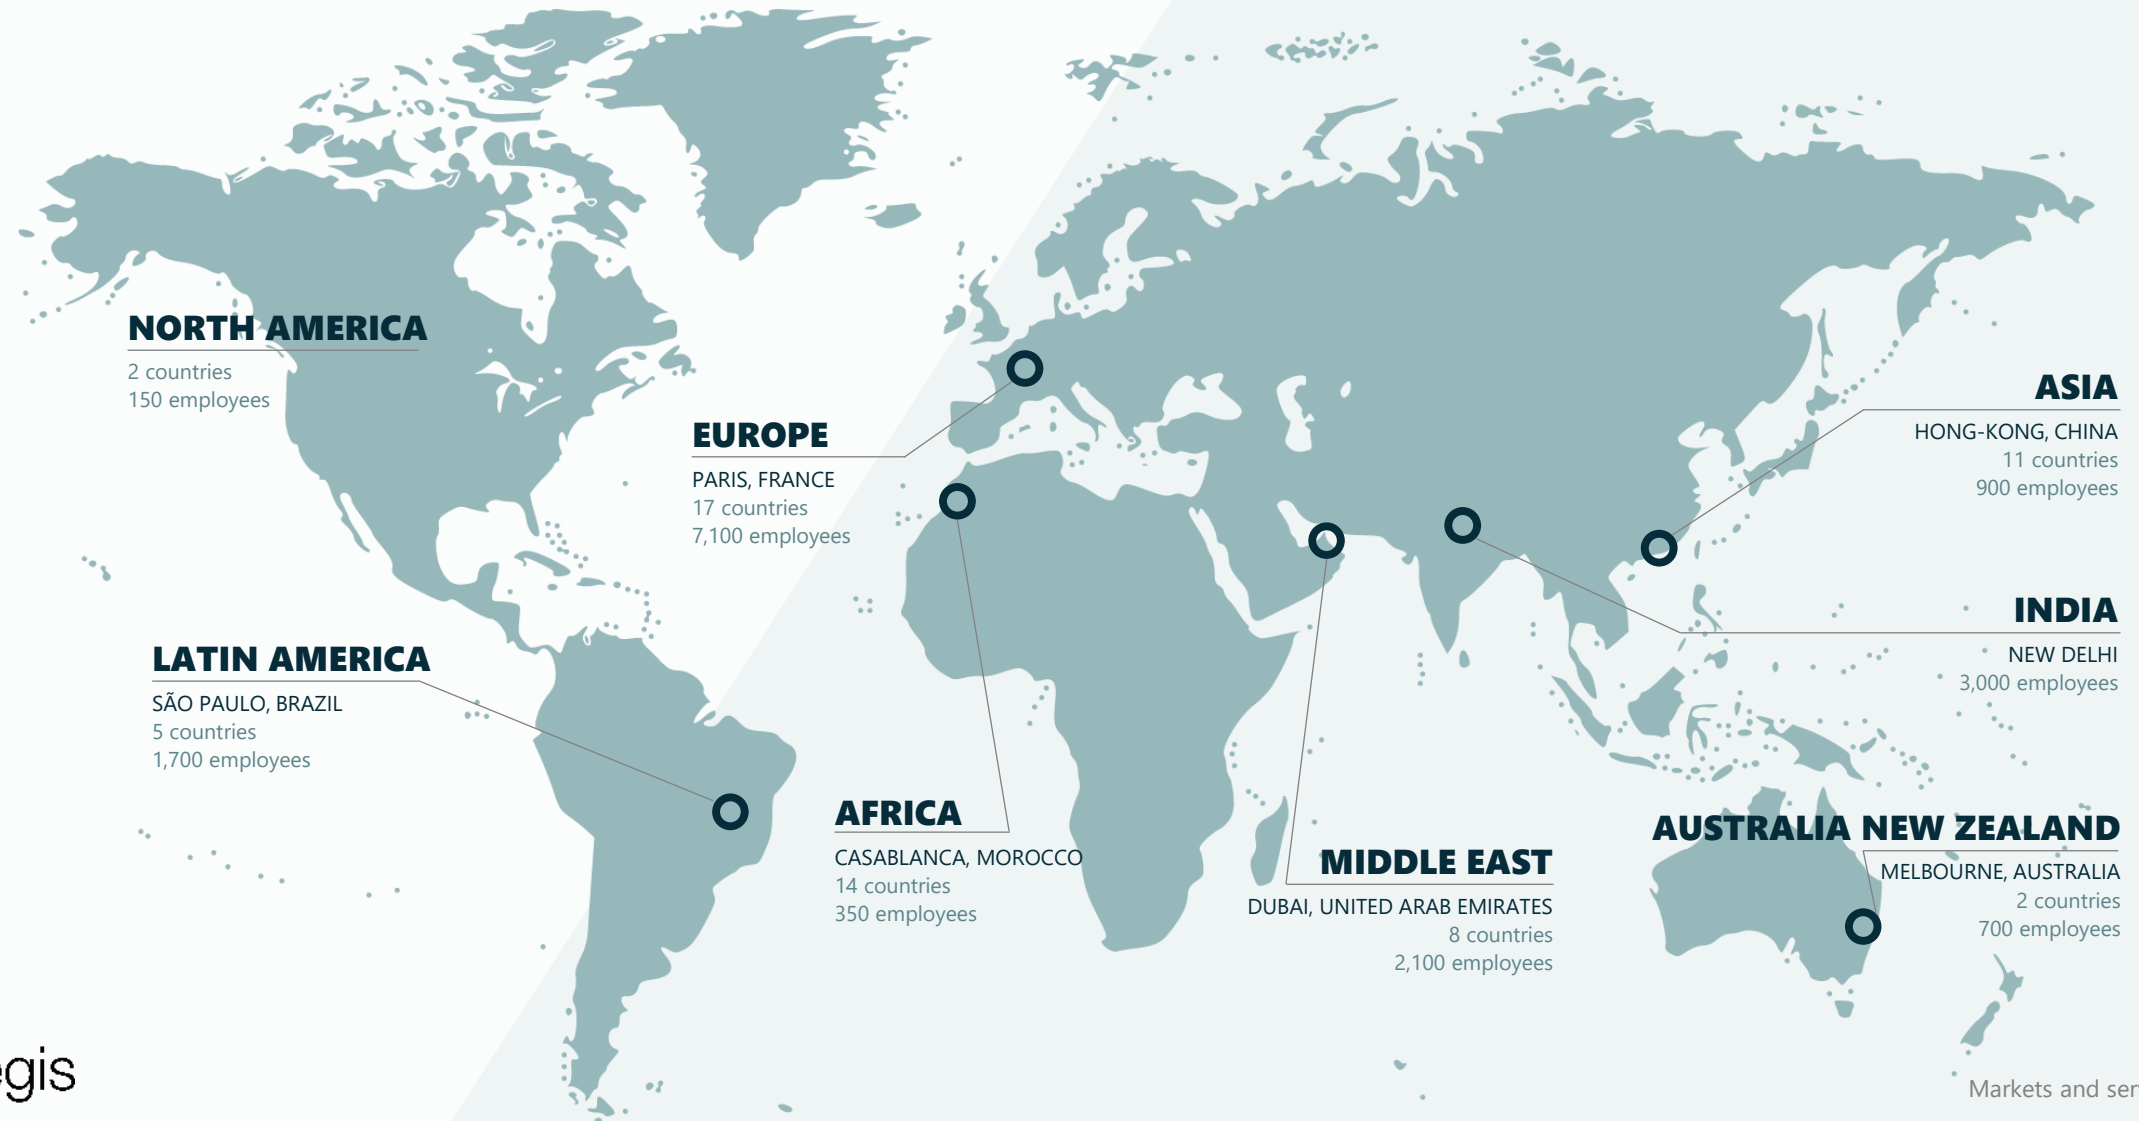 NORTH AMERICA
2 countries
150 employees
EUROPE
PARIS, FRANCE
17 countries
7,100 employees
ASIA
HONG-KONG, CHINA
11 countries
900 employees
INDIA
NEW DELHI
3,000 employees
LATIN AMERICA
SÃO PAULO, BRAZIL
5 countries
1,700 employees
AFRICA
CASABLANCA, MOROCCO
14 countries
350 employees
MIDDLE EAST
DUBAI, UNITED ARAB EMIRATES
8 countries
2,100 employees
AUSTRALIA NEW ZEALAND
MELBOURNE, AUSTRALIA
2 countries
700 employees
Markets and